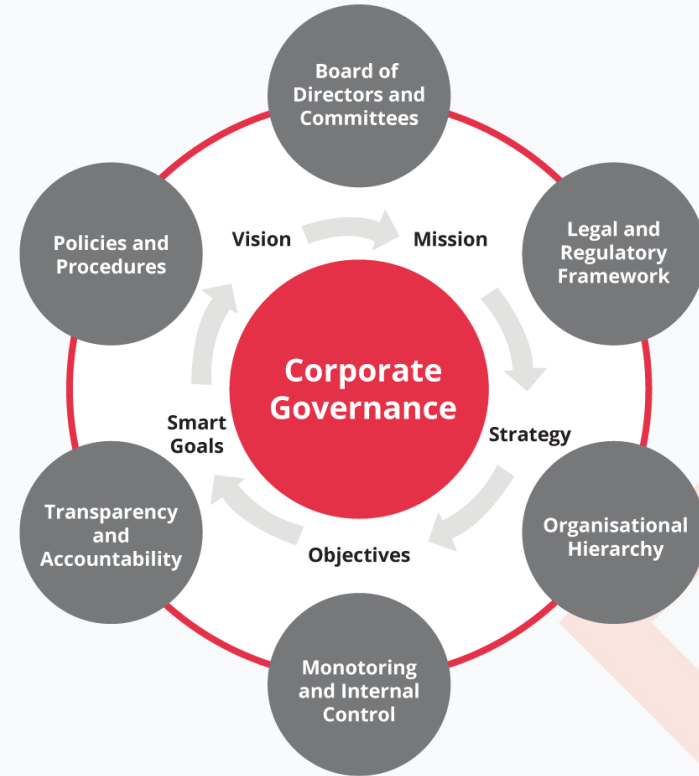 Board of
Directors and
Committees
Policies and
Procedures
Legal and
Regulatory
Framework
Vision
Mission
Corporate
Governance
Smart
Goals
Strategy
Transparency
and
Accountability
Organisational
Hierarchy
Objectives
Monotoring
and Internal
Control